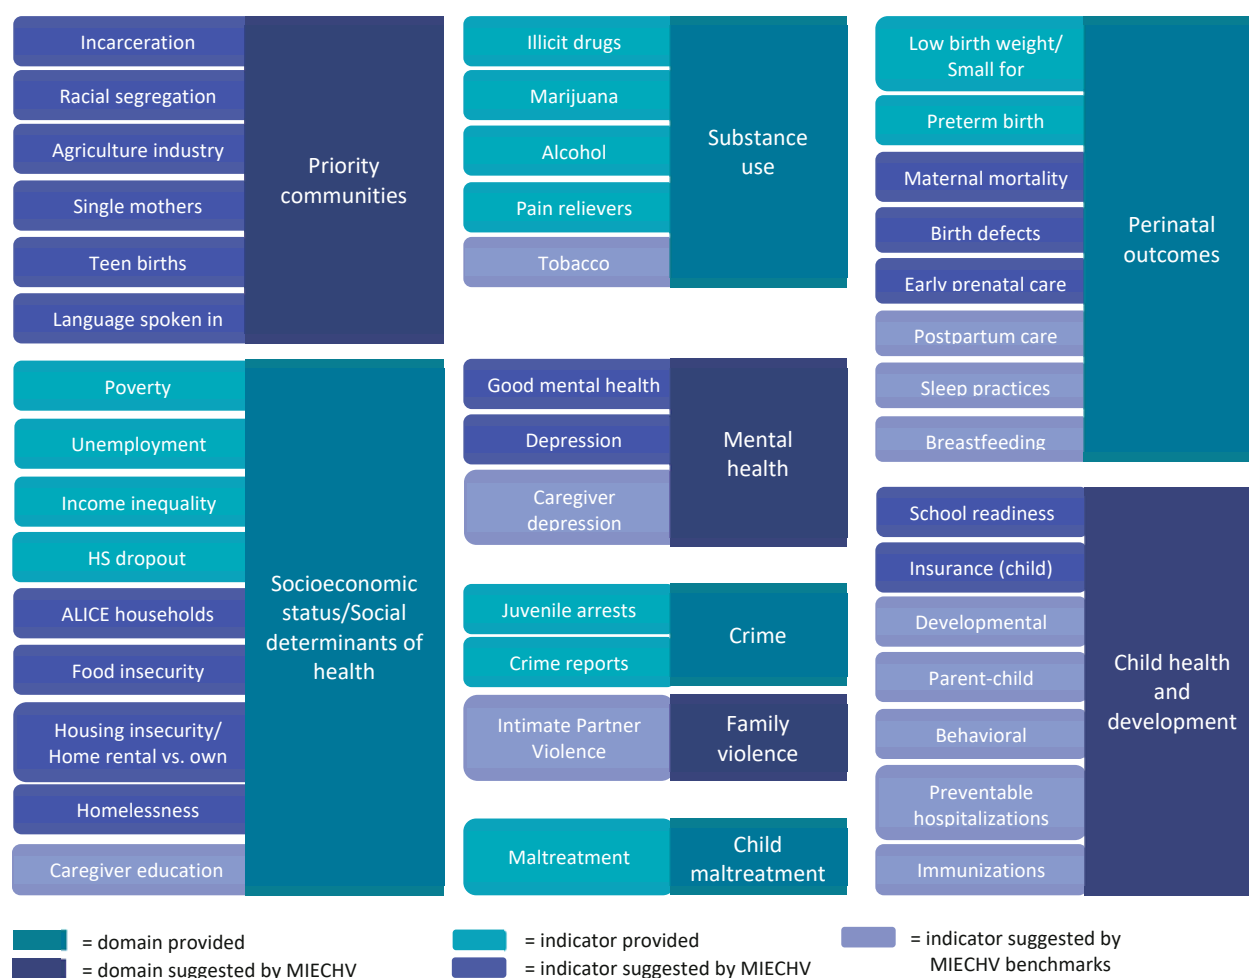 Incarceration
Racial segregation
Agriculture industry
Single mothers
Teen births
Language spoken in
Priority
communities
Poverty
Unemployment
Income inequality
HS dropout
ALICE households
Food insecurity
Housing insecurity/
Home rental vs. own
Homelessness
Caregiver education
Socioeconomic
status/Social
determinants of
health
Illicit drugs
Marijuana
Alcohol
Pain relievers
Tobacco
Substance
use
Good mental health
Depression
Caregiver
depression
Mental
health
Juvenile arrests
Crime reports
Crime
Intimate Partner
Violence
Family
violence
Maltreatment
Child
maltreatment
Low birth weight/
Small for
Preterm birth
Maternal mortality
Birth defects
Early prenatal care
Postpartum care
Sleep practices
Breastfeeding
Perinatal
outcomes
School readiness
Insurance (child)
Developmental
Parent-child
Behavioral
Preventable
hospitalizations
Immunizations
Child health
and
development
= domain provided
= domain suggested by MIECHV
= indicator provided
= indicator suggested by MIECHV
= indicator suggested by
MIECHV benchmarks